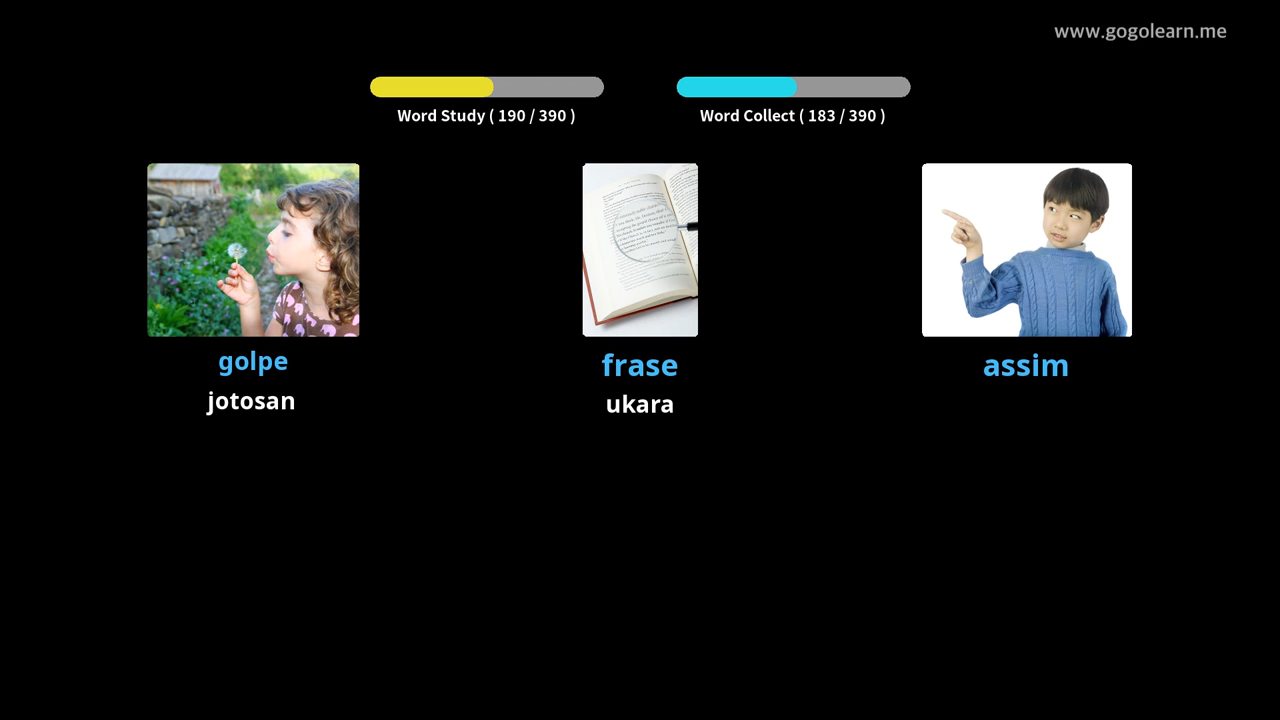 www.gogolearn.me
Word Study ( 190 / 390 )
Word Collect ( 183 / 390 )
golpe
frase
assim
jotosan
ukara